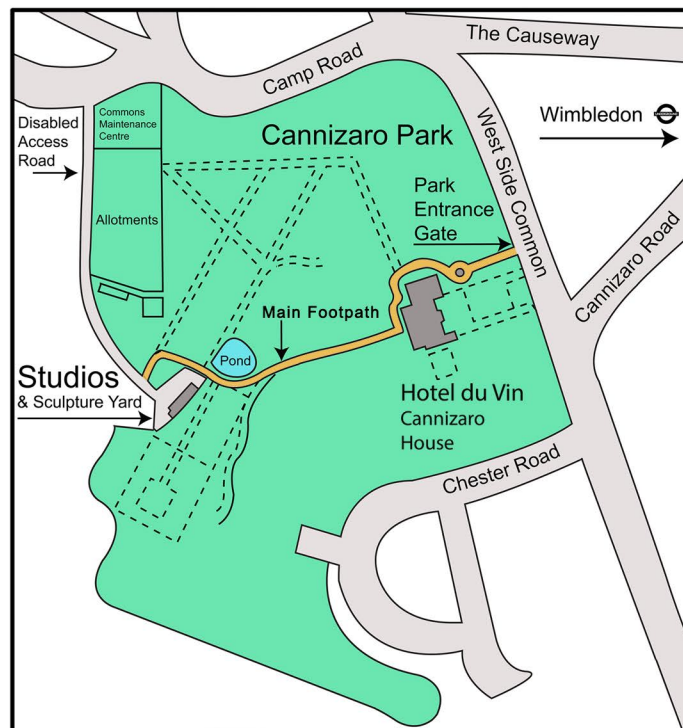 The Causeway
Camp Road
Commons
Maintenance
Centre
Disabled
Access
Road
Cannizaro Park
West Side Common
Wimbledon
Park
Entrance
Gate
Allotments
Cannizaro Road
Main Footpath
Pond
Studios
& Sculpture Yard
Hotel du Vin
Cannizaro
House
Chester Road